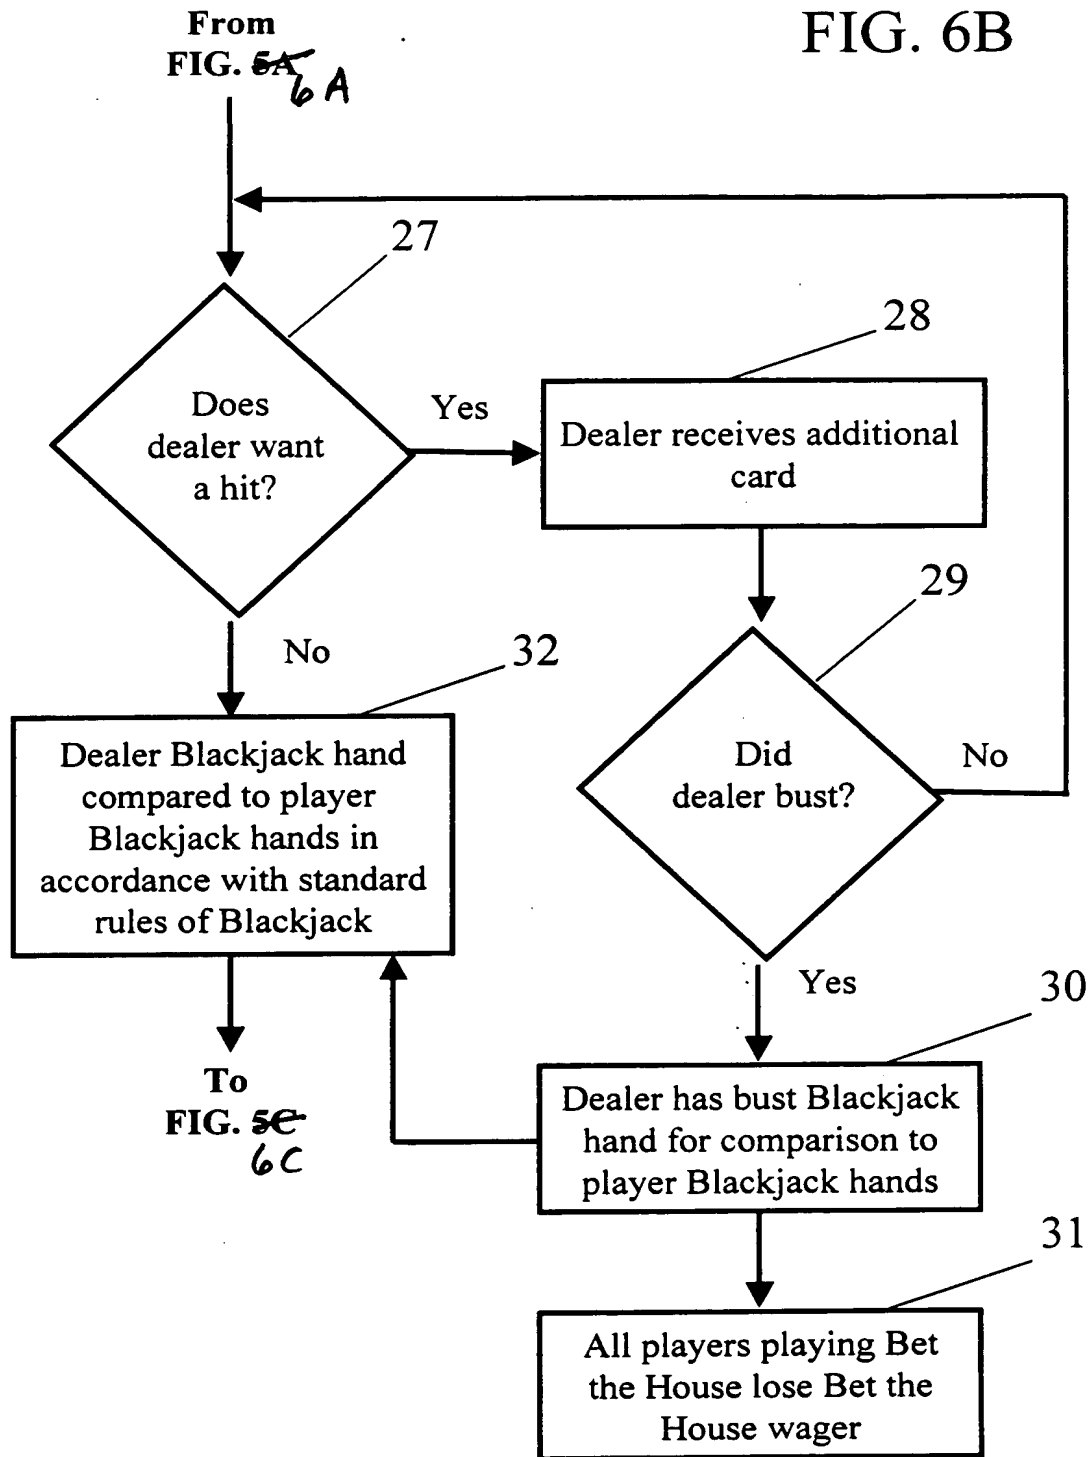 From
FIG. 5A
6A
FIG. 6B
27
28
Does
dealer want
a hit?
Yes
Dealer receives additional
card
29
No
32
Did
dealer bust?
No
Dealer Blackjack hand
compared to player
Blackjack hands in
accordance with standard
rules of Blackjack
Yes
30
To
FIG. 5C
6C
Dealer has bust Blackjack
hand for comparison to
player Blackjack hands
31
All players playing Bet
the House lose Bet the
House wager